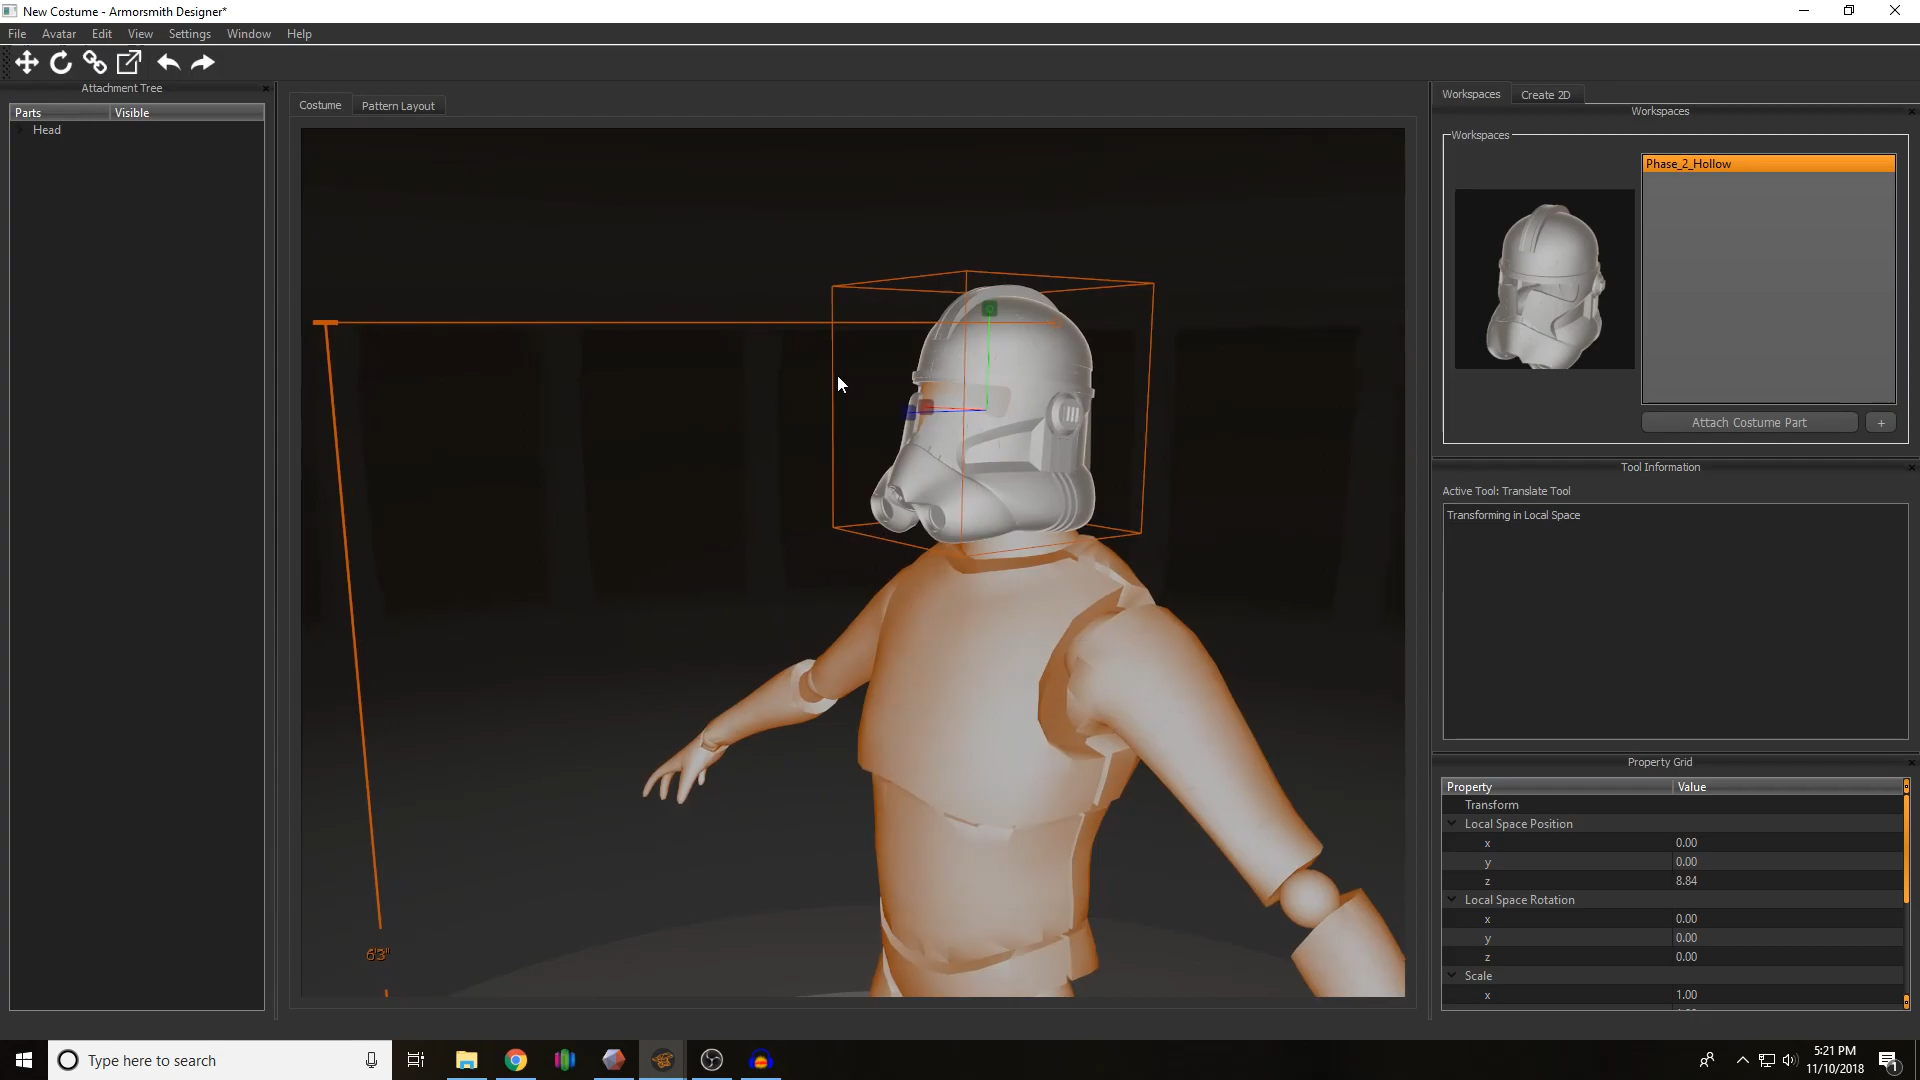 New Costume - Armorsmith Designer*
File Avatar Edit View Settings Window Help
Attachment Tree
Parts Visible
Head
Costume Pattern Layout
6'3"
Workspaces Create 2D
Workspaces
Workspaces
Phase_2_Hollow
Attach Costume Part +
Tool Information
Active Tool: Translate Tool
Transforming in Local Space
Property Grid
Property Value
Transform
Local Space Position
x 0.00
y 0.00
z 8.84
Local Space Rotation
x 0.00
y 0.00
z 0.00
Scale
x 1.00
Type here to search
5:21 PM
11/10/2018
1